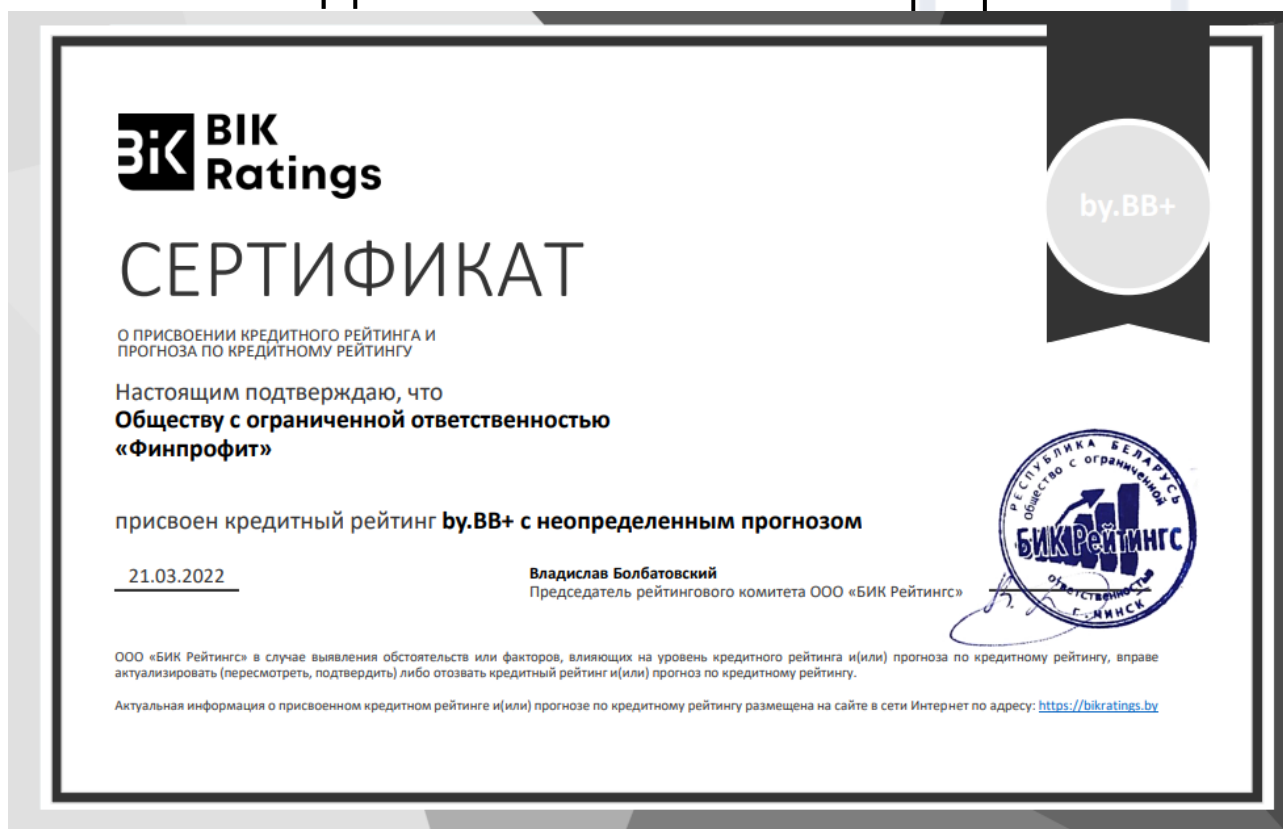 BiK BIK
Ratings
by.BB+
СЕРТИФИКАТ
О ПРИСВОЕНИИ КРЕДИТНОГО РЕЙТИНГА И
ПРОГНОЗА ПО КРЕДИТНОМУ РЕЙТИНГУ
Настоящим подтверждаю, что
Обществу с ограниченной ответственностью
«Финпрофит»
присвоен кредитный рейтинг by.BB+ с неопределенным прогнозом
21.03.2022
Владислав Болбатовский
Председатель рейтингового комитета ООО «БИК Рейтингс»
РЕСПУБЛИКА БЕЛАРУСЬ
Общество с ограниченной
БИК Рейтингс
ответственностью
г. МИНСК
ООО «БИК Рейтингс» в случае выявления обстоятельств или факторов, влияющих на уровень кредитного рейтинга и(или) прогноза по кредитному рейтингу, вправе
актуализировать (пересмотреть, подтвердить) либо отозвать кредитный рейтинг и(или) прогноз по кредитному рейтингу.
Актуальная информация о присвоенном кредитном рейтинге и(или) прогнозе по кредитному рейтингу размещена на сайте в сети Интернет по адресу: https://bikratings.by